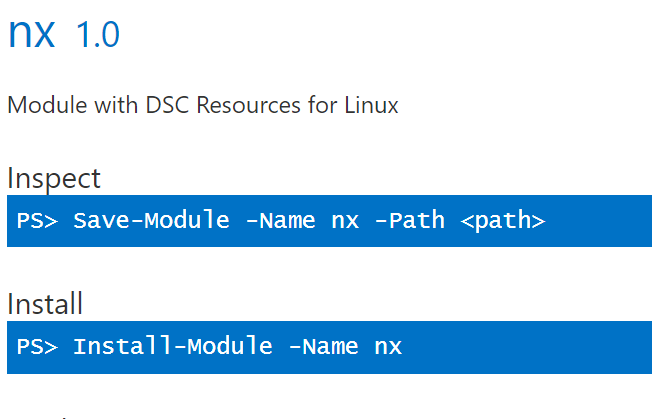 nx 1.0
Module with DSC Resources for Linux
Inspect
PS> Save-Module -Name nx -Path <path>
Install
PS> Install-Module -Name nx